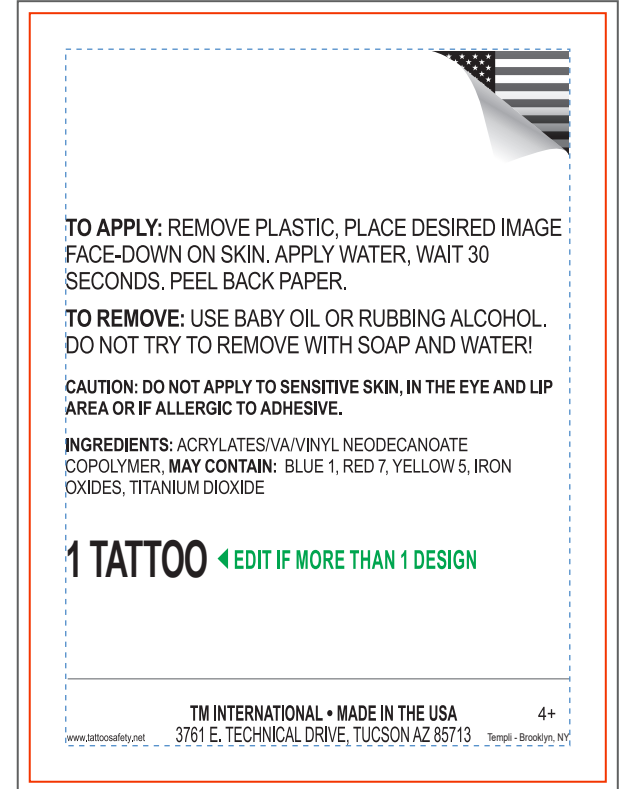 TO APPLY: REMOVE PLASTIC, PLACE DESIRED IMAGE
FACE-DOWN ON SKIN. APPLY WATER, WAIT 30
SECONDS. PEEL BACK PAPER.
TO REMOVE: USE BABY OIL OR RUBBING ALCOHOL.
DO NOT TRY TO REMOVE WITH SOAP AND WATER!
CAUTION: DO NOT APPLY TO SENSITIVE SKIN, IN THE EYE AND LIP
AREA OR IF ALLERGIC TO ADHESIVE.
INGREDIENTS: ACRYLATES/VA/VINYL NEODECANOATE
COPOLYMER, MAY CONTAIN: BLUE 1, RED 7, YELLOW 5, IRON
OXIDES, TITANIUM DIOXIDE
1 TATTOO ◀ EDIT IF MORE THAN 1 DESIGN
TM INTERNATIONAL • MADE IN THE USA 4+
www.tattoosafety.net 3761 E. TECHNICAL DRIVE, TUCSON AZ 85713 Templi - Brooklyn, NY